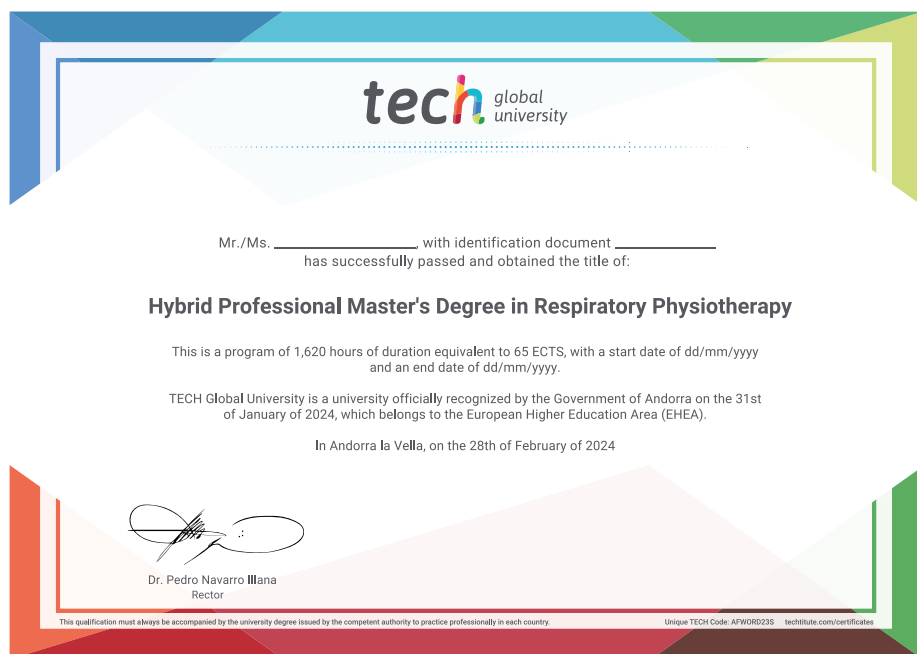 tech global
university
Mr./Ms. ________________, with identification document ____________
has successfully passed and obtained the title of:
Hybrid Professional Master's Degree in Respiratory Physiotherapy
This is a program of 1,620 hours of duration equivalent to 65 ECTS, with a start date of dd/mm/yyyy
and an end date of dd/mm/yyyy.
TECH Global University is a university officially recognized by the Government of Andorra on the 31st
of January of 2024, which belongs to the European Higher Education Area (EHEA).
In Andorra la Vella, on the 28th of February of 2024
Dr. Pedro Navarro Illana
Rector
This qualification must always be accompanied by the university degree issued by the competent authority to practice professionally in each country. Unique TECH Code: AFWORD23S techtitute.com/certificates